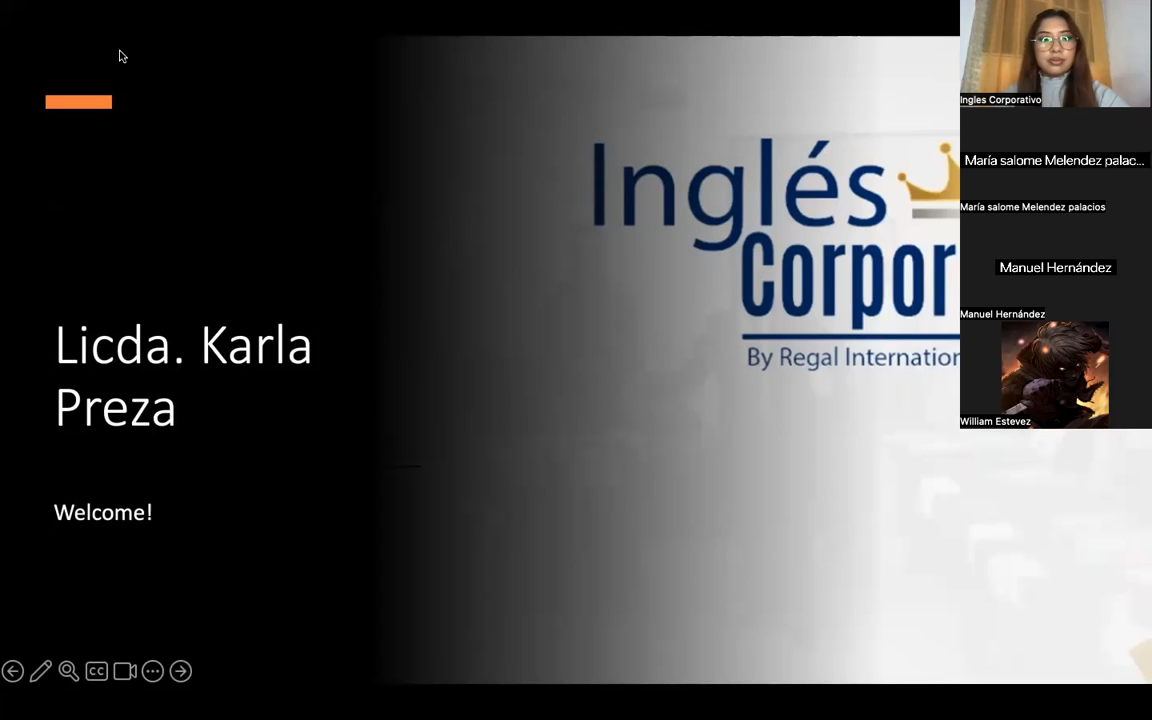 Licda. Karla
Preza
Welcome!
Inglés
Corpor
By Regal Internation
CC
Ingles Corporativo
María salome Melendez palac...
María salome Melendez palacios
Manuel Hernández
Manuel Hernández
William Estevez